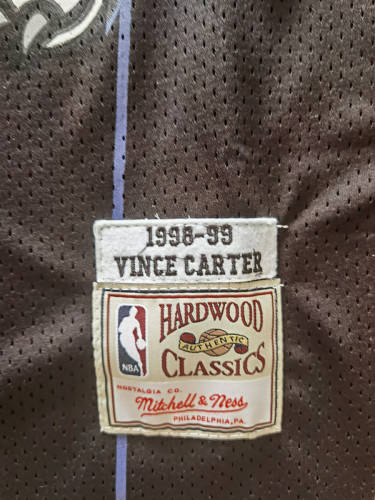 1998-99
VINCE CARTER
HARDWOOD
AUTHENTIC
CLASSICS
NBA
NOSTALGIA CO.
Mitchell & Ness
PHILADELPHIA, PA.